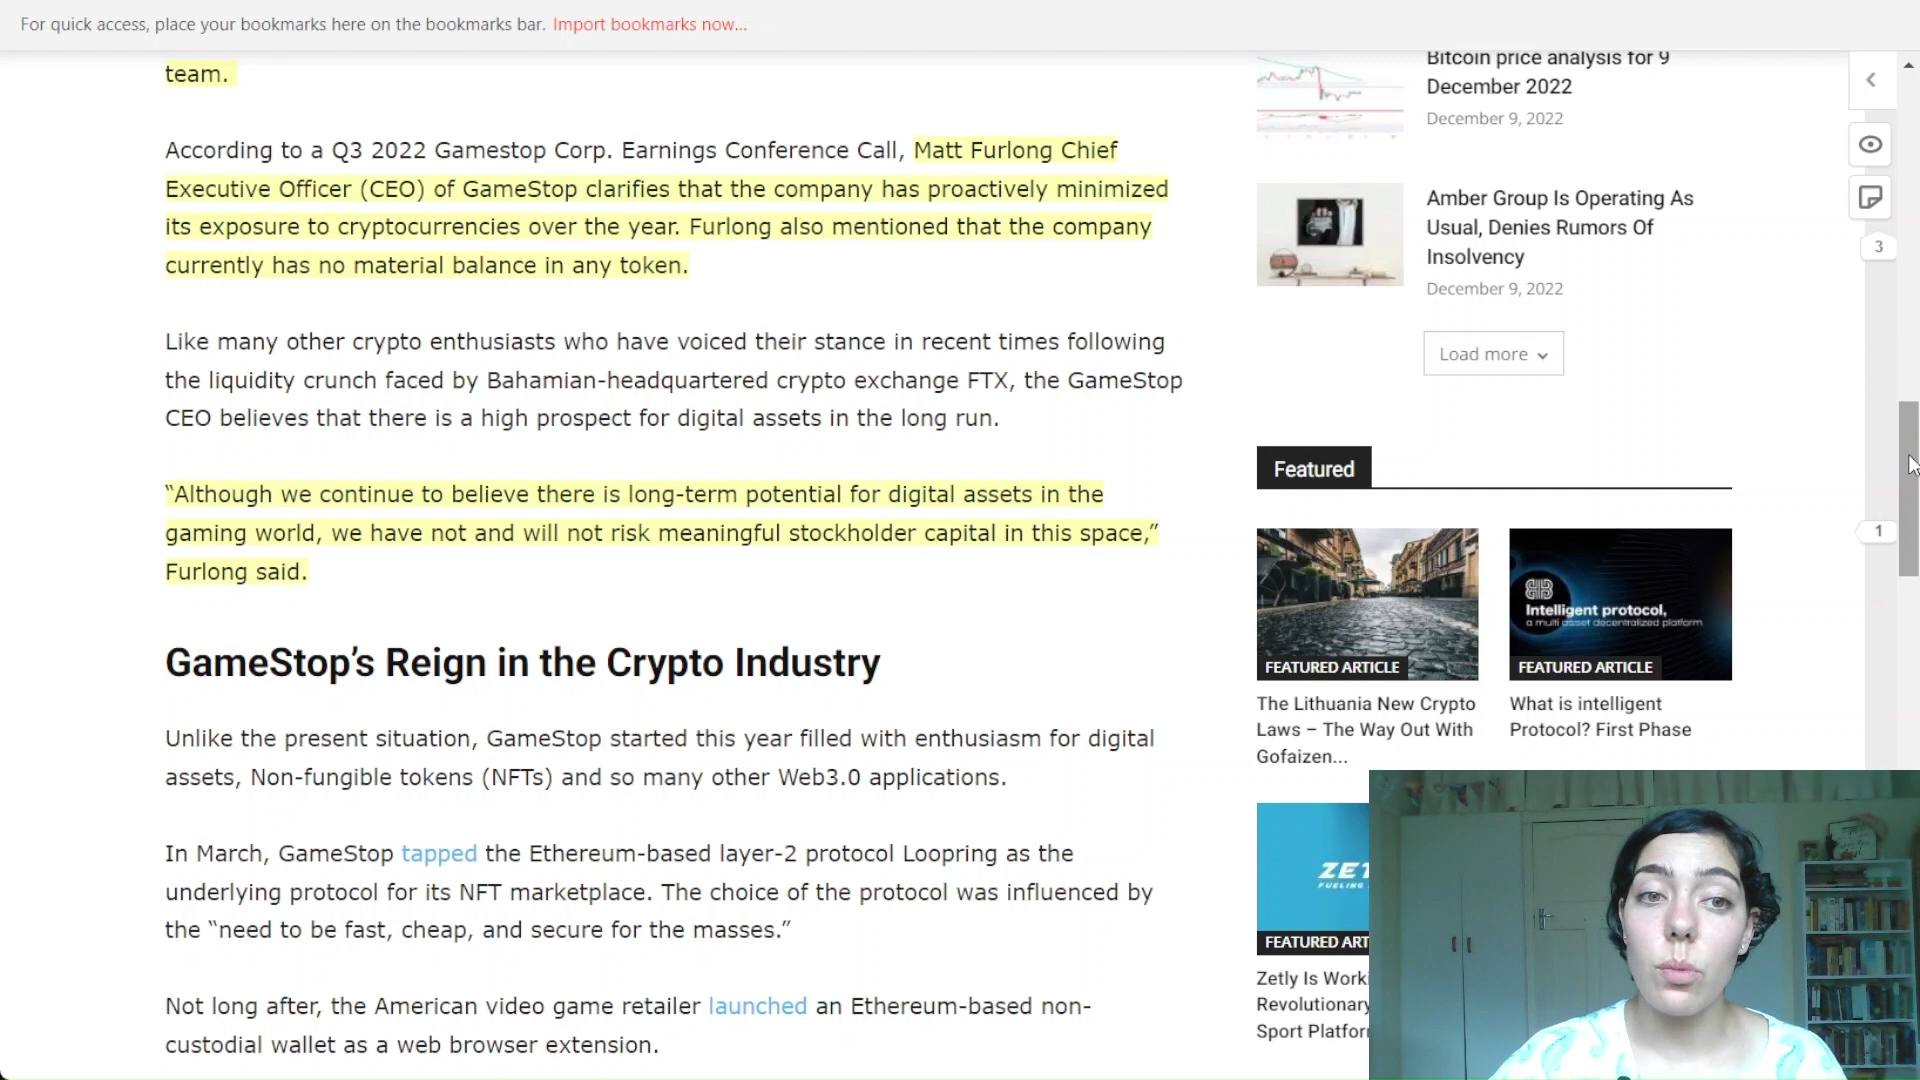 For quick access, place your bookmarks here on the bookmarks bar. Import bookmarks now...
team.
According to a Q3 2022 Gamestop Corp. Earnings Conference Call, Matt Furlong Chief
Executive Officer (CEO) of GameStop clarifies that the company has proactively minimized
its exposure to cryptocurrencies over the year. Furlong also mentioned that the company
currently has no material balance in any token.
Like many other crypto enthusiasts who have voiced their stance in recent times following
the liquidity crunch faced by Bahamian-headquartered crypto exchange FTX, the GameStop
CEO believes that there is a high prospect for digital assets in the long run.
“Although we continue to believe there is long-term potential for digital assets in the
gaming world, we have not and will not risk meaningful stockholder capital in this space,”
Furlong said.
GameStop’s Reign in the Crypto Industry
Unlike the present situation, GameStop started this year filled with enthusiasm for digital
assets, Non-fungible tokens (NFTs) and so many other Web3.0 applications.
In March, GameStop tapped the Ethereum-based layer-2 protocol Loopring as the
underlying protocol for its NFT marketplace. The choice of the protocol was influenced by
the “need to be fast, cheap, and secure for the masses.”
Not long after, the American video game retailer launched an Ethereum-based non-
custodial wallet as a web browser extension.
Bitcoin price analysis for 9
December 2022
December 9, 2022
Amber Group Is Operating As
Usual, Denies Rumors Of
Insolvency
December 9, 2022
Load more
Featured
FEATURED ARTICLE
The Lithuania New Crypto
Laws – The Way Out With
Gofaizen...
Intelligent protocol,
a multi asset decentralized platform
FEATURED ARTICLE
What is intelligent
Protocol? First Phase
ZET
FUELING
FEATURED ART
Zetly Is Worki
Revolutionary
Sport Platfor
3
1